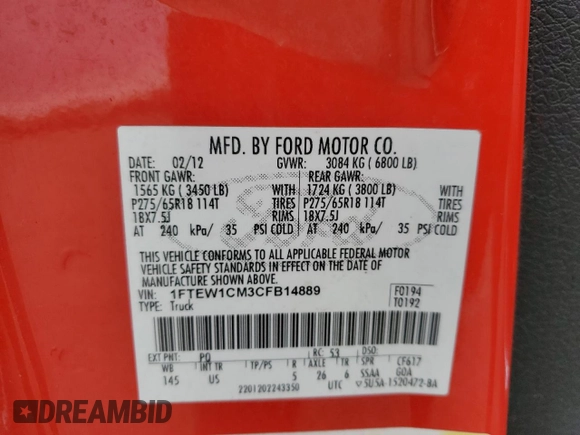 MFD. BY FORD MOTOR CO.
DATE: 02/12 GVWR: 3084 KG ( 6800 LB)
FRONT GAWR: REAR GAWR:
1565 KG ( 3450 LB) WITH 1724 KG ( 3800 LB) WITH
P275/65R18 114T TIRES P275/65R18 114T TIRES
18X7.5J RIMS 18X7.5J RIMS
AT 240 kPa/ 35 PSI COLD AT 240 kPa/ 35 PSI COLD
THIS VEHICLE CONFORMS TO ALL APPLICABLE FEDERAL MOTOR
VEHICLE SAFETY STANDARDS IN EFFECT ON THE DATE OF
MANUFACTURE SHOWN ABOVE.
VIN: 1FTEW1CM3CFB14889 F0194
TYPE: Truck T0192
EXT PNT: PQ RC: 53 DSO:
WB INT TR TP/PS R AXLE TR SPR CF617
145 US 5 26 6 SSAA GOA
2201202243350 UTC 5U5A-1520472-BA
DREAMBID